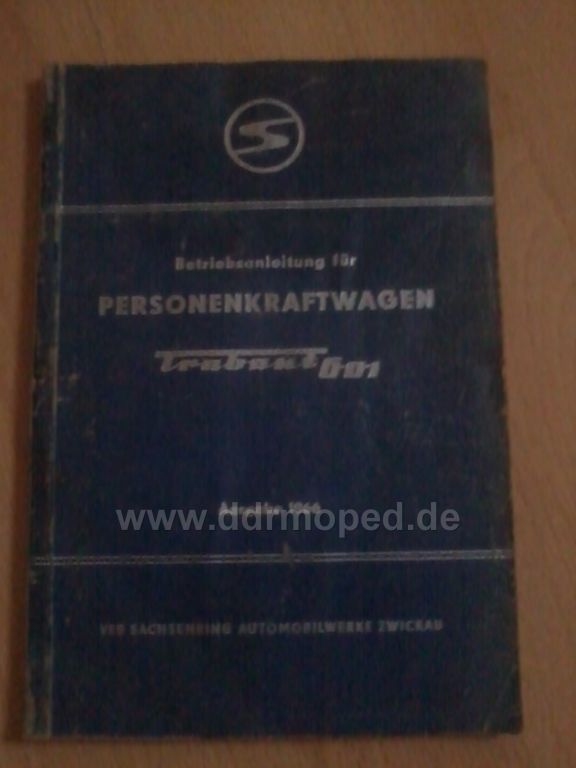 S
Betriebsanleitung für
PERSONENKRAFTWAGEN
Trabant 601
www.ddrmoped.de
VEB SACHSENRING AUTOMOBILWERKE ZWICKAU